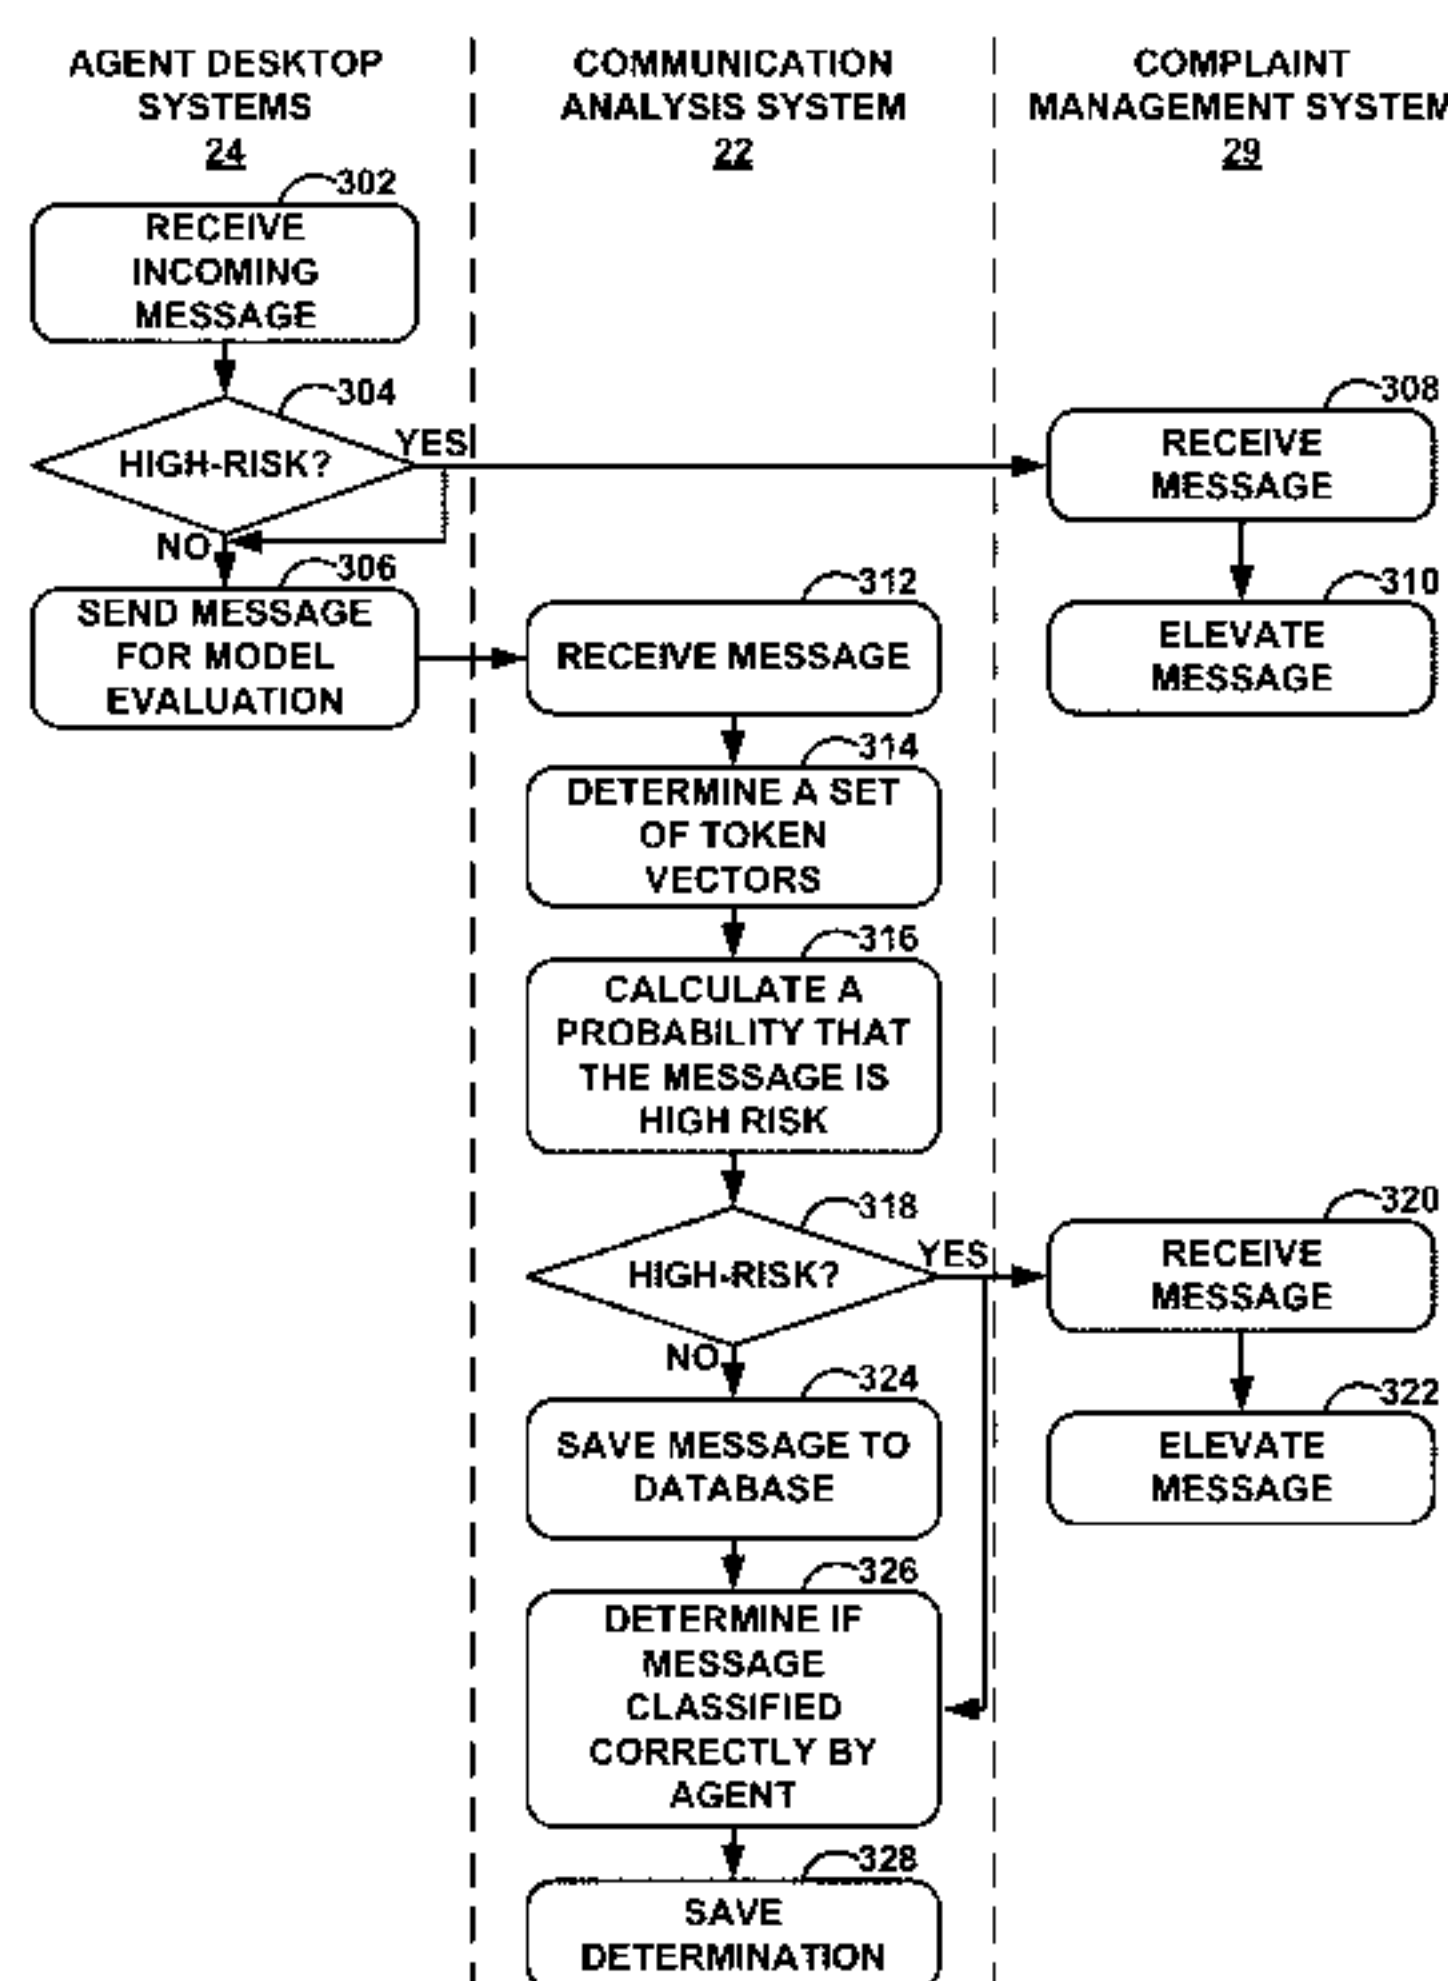 AGENT DESKTOP
SYSTEMS
24
COMMUNICATION
ANALYSIS SYSTEM
22
COMPLAINT
MANAGEMENT SYSTEM
29
302
RECEIVE
INCOMING
MESSAGE
304
HIGH-RISK?
YES
NO
306
SEND MESSAGE
FOR MODEL
EVALUATION
308
RECEIVE
MESSAGE
310
ELEVATE
MESSAGE
312
RECEIVE MESSAGE
314
DETERMINE A SET
OF TOKEN
VECTORS
316
CALCULATE A
PROBABILITY THAT
THE MESSAGE IS
HIGH RISK
318
HIGH-RISK?
YES
NO
320
RECEIVE
MESSAGE
322
ELEVATE
MESSAGE
324
SAVE MESSAGE TO
DATABASE
326
DETERMINE IF
MESSAGE
CLASSIFIED
CORRECTLY BY
AGENT
328
SAVE
DETERMINATION